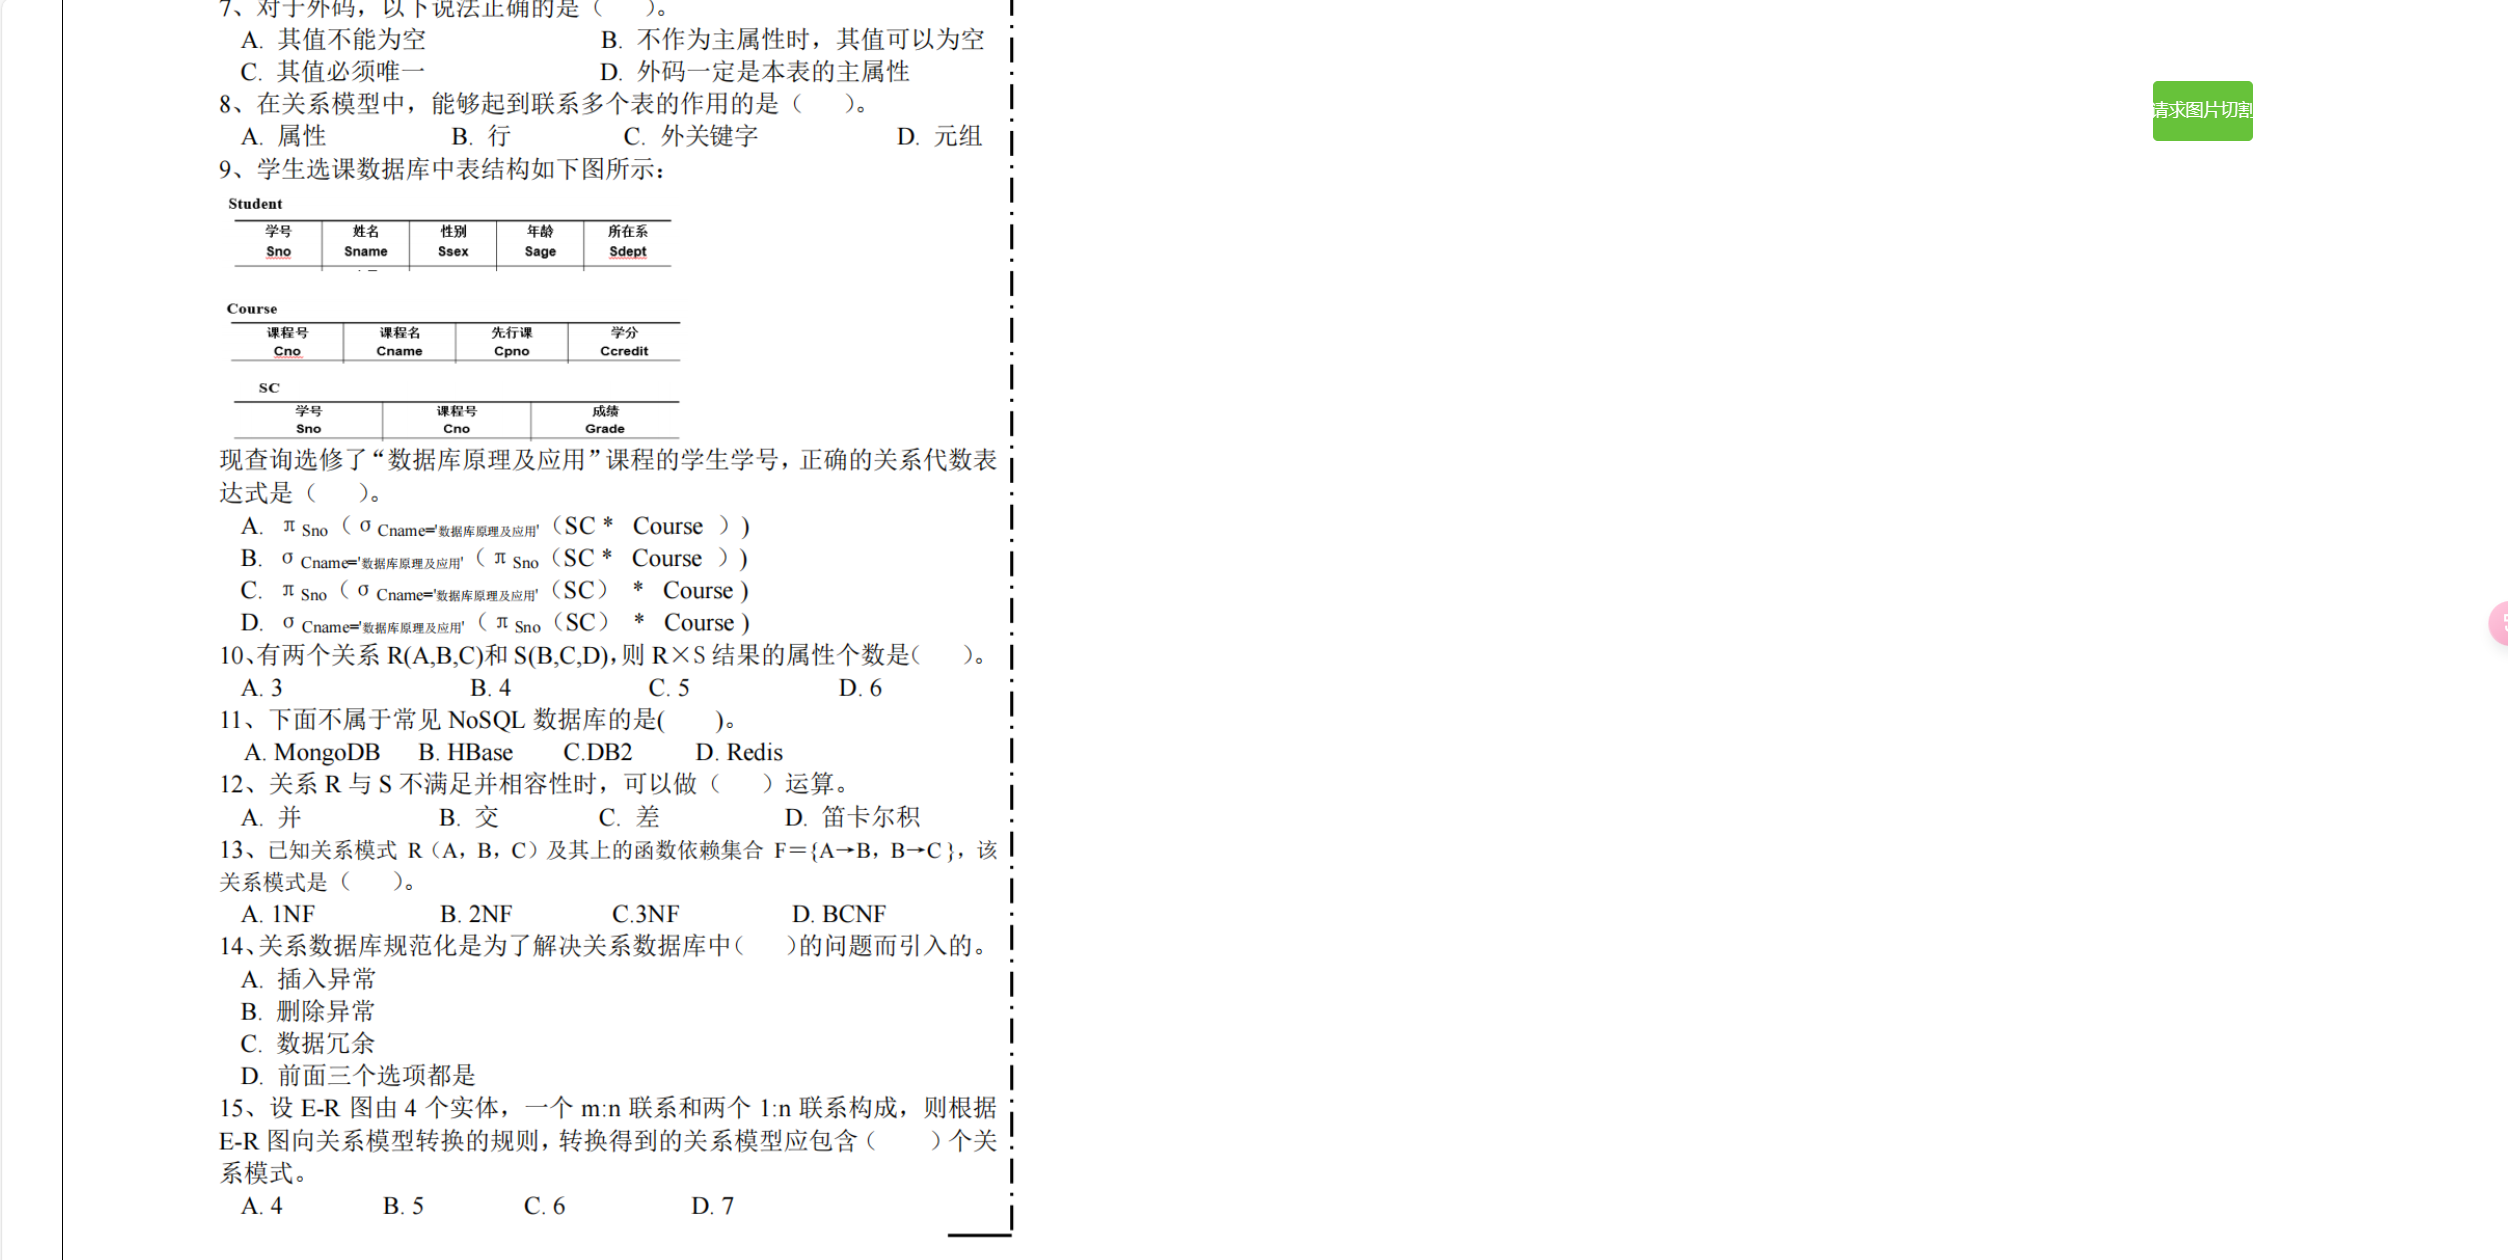 7、对于外码，以下说法正确的是（ ）。
A. 其值不能为空 B. 不作为主属性时，其值可以为空
C. 其值必须唯一 D. 外码一定是本表的主属性
8、在关系模型中，能够起到联系多个表的作用的是（ ）。
A. 属性 B. 行 C. 外关键字 D. 元组
9、学生选课数据库中表结构如下图所示：
Student
学号 姓名 性别 年龄 所在系
Sno Sname Ssex Sage Sdept
Course
课程号 课程名 先行课 学分
Cno Cname Cpno Ccredit
SC
学号 课程号 成绩
Sno Cno Grade
现查询选修了“数据库原理及应用”课程的学生学号，正确的关系代数表
达式是（ ）。
A. π Sno（σ Cname='数据库原理及应用'（SC * Course ））
B. σ Cname='数据库原理及应用'（π Sno（SC * Course ））
C. π Sno（σ Cname='数据库原理及应用'（SC） * Course )
D. σ Cname='数据库原理及应用'（π Sno（SC） * Course )
10、有两个关系 R(A,B,C)和 S(B,C,D)，则 R×S 结果的属性个数是( )。
A. 3 B. 4 C. 5 D. 6
11、下面不属于常见 NoSQL 数据库的是( )。
A. MongoDB B. HBase C.DB2 D. Redis
12、关系 R 与 S 不满足并相容性时，可以做（ ）运算。
A. 并 B. 交 C. 差 D. 笛卡尔积
13、已知关系模式 R（A，B，C）及其上的函数依赖集合 F＝{A→B，B→C }，该
关系模式是（ ）。
A. 1NF B. 2NF C.3NF D. BCNF
14、关系数据库规范化是为了解决关系数据库中（ ）的问题而引入的。
A. 插入异常
B. 删除异常
C. 数据冗余
D. 前面三个选项都是
15、设 E-R 图由 4 个实体，一个 m:n 联系和两个 1:n 联系构成，则根据
E-R 图向关系模型转换的规则，转换得到的关系模型应包含（ ）个关
系模式。
A. 4 B. 5 C. 6 D. 7
请求图片切割